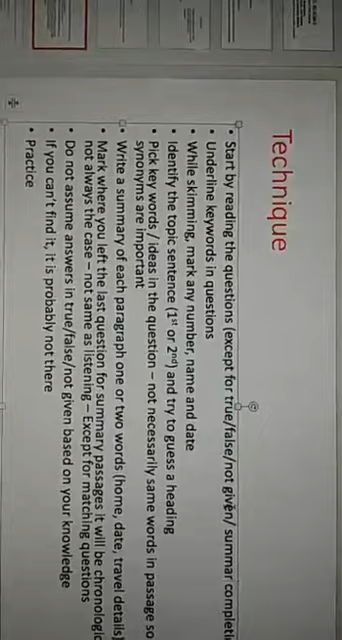 Technique
• Start by reading the questions (except for true/false/not given/ summar
• Underline keywords in questions
• While skimming, mark any number, name and date
• Identify the topic sentence (1st or 2nd) and try to guess a heading
• Pick key words / ideas in the question – not necessarily same words in passage so
synonyms are important
• Write a summary of each paragraph one or two words (home, date, travel details)
• Mark where you left the last question for summary passages it will be
not always the case – not same as listening – Except for matching questions
• Do not assume answers in true/false/not given based on your knowledge
• If you can't find it, it is probably not there
• Practice